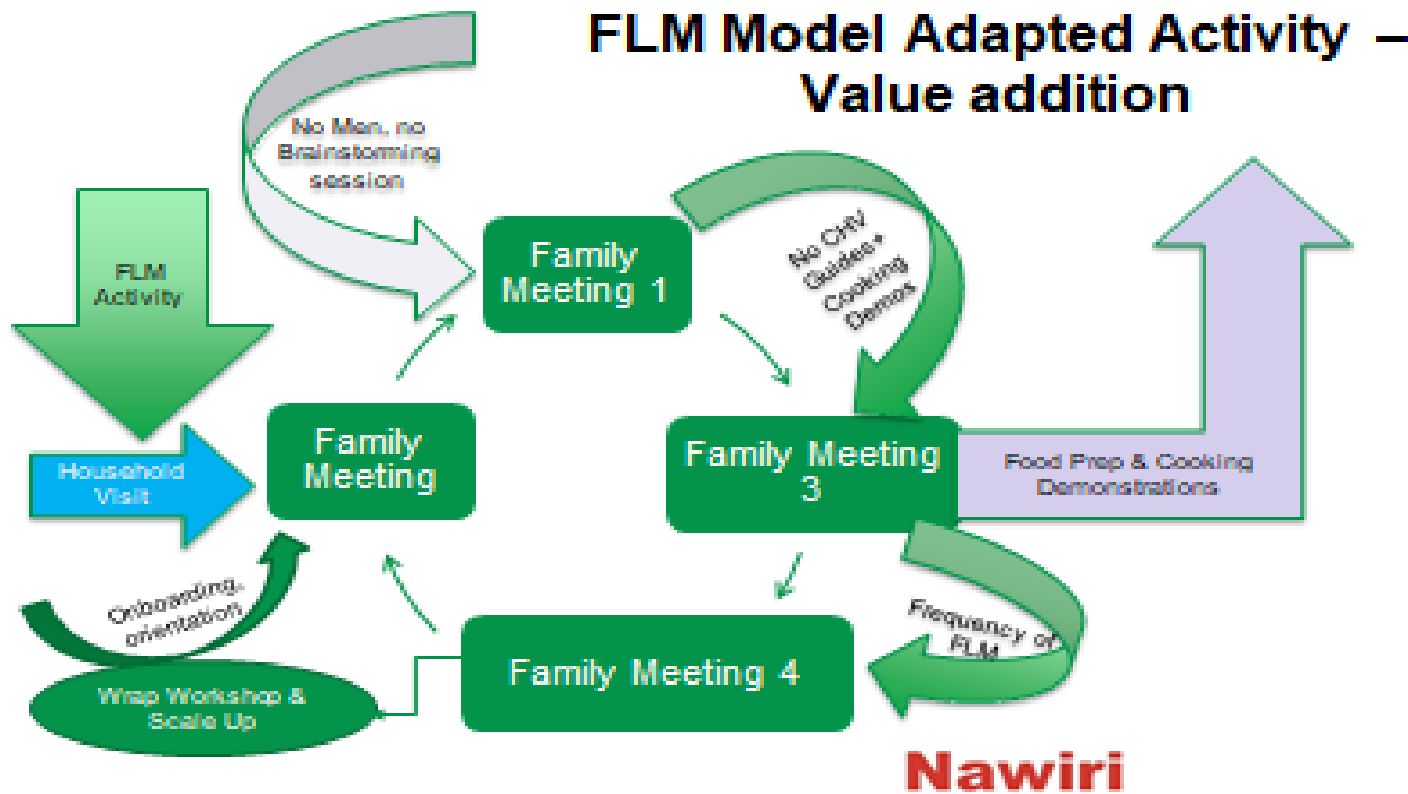 FLM Model Adapted Activity –
Value addition
No Men, no
Brainstorming
session
FLM
Activity
Family
Meeting 1
No CHV
Guides+
Cooking
Demos
Household
Visit
Family
Meeting
Family Meeting
3
Food Prep & Cooking
Demonstrations
Onboarding,
orientation
Frequency of
FLM
Family Meeting 4
Wrap Workshop &
Scale Up
Nawiri